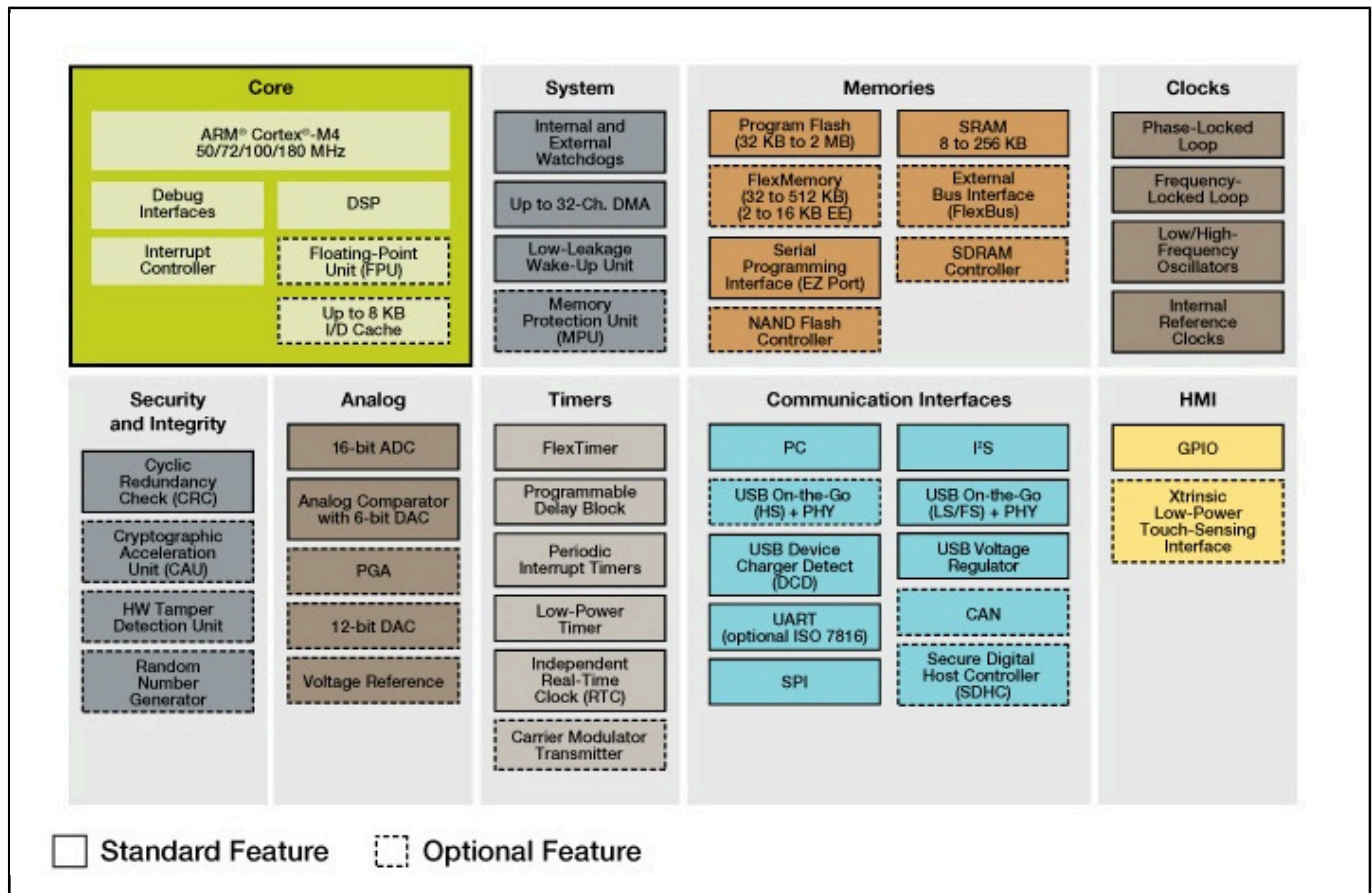 Core
ARM® Cortex®-M4
50/72/100/180 MHz
Debug
Interfaces
DSP
Interrupt
Controller
Floating-Point
Unit (FPU)
Up to 8 KB
I/D Cache
System
Internal and
External
Watchdogs
Up to 32-Ch. DMA
Low-Leakage
Wake-Up Unit
Memory
Protection Unit
(MPU)
Memories
Program Flash
(32 KB to 2 MB)
SRAM
8 to 256 KB
FlexMemory
(32 to 512 KB)
(2 to 16 KB EE)
External
Bus Interface
(FlexBus)
Serial
Programming
Interface (EZ Port)
SDRAM
Controller
NAND Flash
Controller
Clocks
Phase-Locked
Loop
Frequency-
Locked Loop
Low/High-
Frequency
Oscillators
Internal
Reference
Clocks
Security
and Integrity
Cyclic
Redundancy
Check (CRC)
Cryptographic
Acceleration
Unit (CAU)
HW Tamper
Detection Unit
Random
Number
Generator
Analog
16-bit ADC
Analog Comparator
with 6-bit DAC
PGA
12-bit DAC
Voltage Reference
Timers
FlexTimer
Programmable
Delay Block
Periodic
Interrupt Timers
Low-Power
Timer
Independent
Real-Time
Clock (RTC)
Carrier Modulator
Transmitter
Communication Interfaces
PC
I²S
USB On-the-Go
(HS) + PHY
USB On-the-Go
(LS/FS) + PHY
USB Device
Charger Detect
(DCD)
USB Voltage
Regulator
UART
(optional ISO 7816)
CAN
SPI
Secure Digital
Host Controller
(SDHC)
HMI
GPIO
Xtrinsic
Low-Power
Touch-Sensing
Interface
Standard Feature
Optional Feature